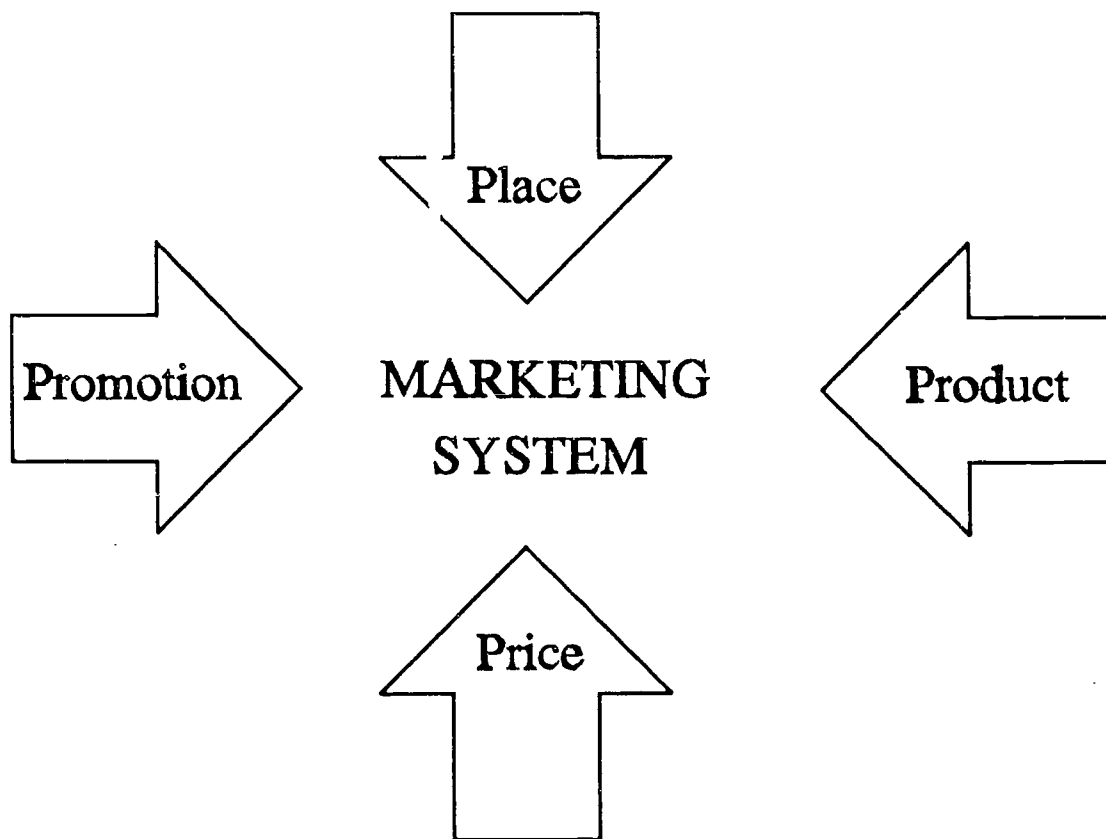 Place
Promotion
MARKETING
SYSTEM
Product
Price